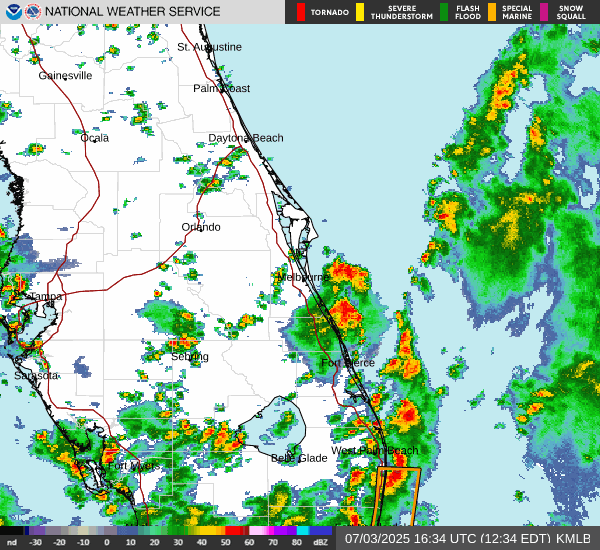 NATIONAL WEATHER SERVICE
TORNADO
SEVERE
THUNDERSTORM
FLASH
FLOOD
SPECIAL
MARINE
SNOW
SQUALL
St. Augustine
Gainesville
Palm Coast
Ocala
Daytona Beach
Orlando
Melbourne
Tampa
Sebring
Fort Pierce
Sarasota
West Palm Beach
Belle Glade
Fort Myers
nd -30 -20 -10 0 10 20 30 40 50 60 70 80 dBZ
07/03/2025 16:34 UTC (12:34 EDT) KMLB